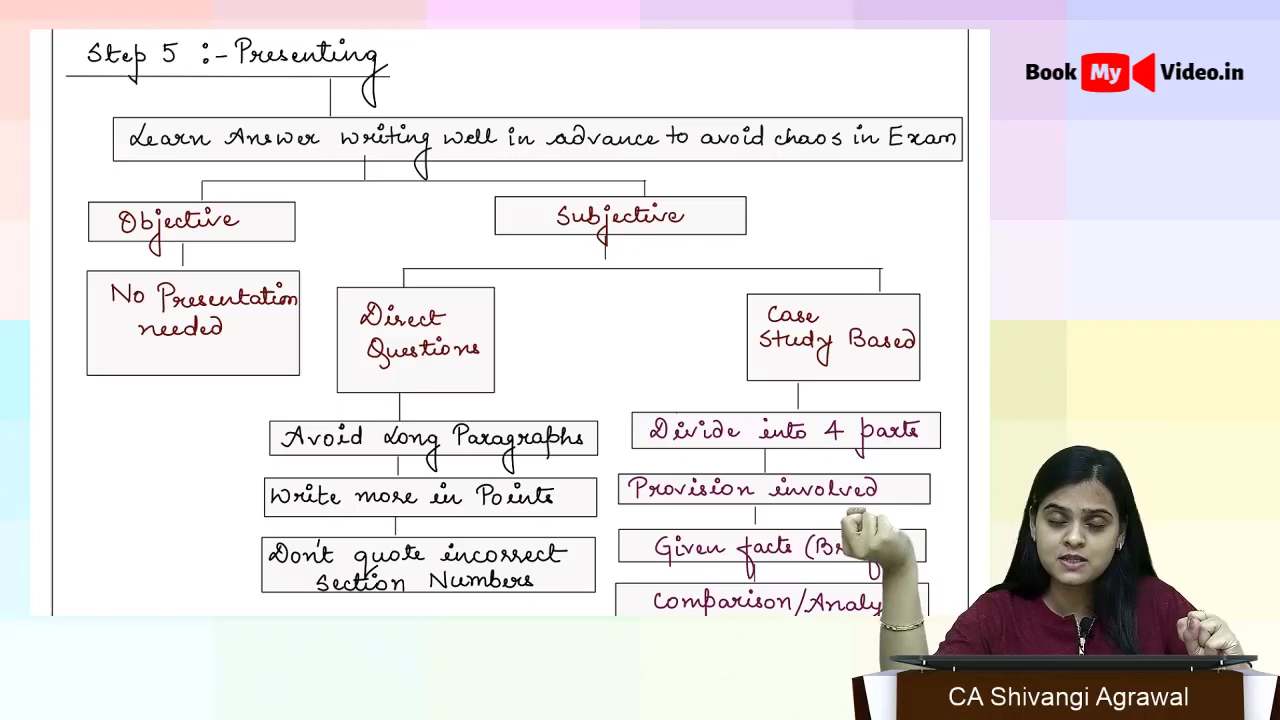 Step 5 :- Presenting
Book My Video.in
Learn Answer writing well in advance to avoid chaos in Exam
Objective
Subjective
No Presentation
needed
Direct
Questions
Case
Study Based
Avoid Long Paragraphs
Write more in Points
Don't quote incorrect
Section Numbers
Divide into 4 parts
Provision involved
Given facts
Comparison/
CA Shivangi Agrawal